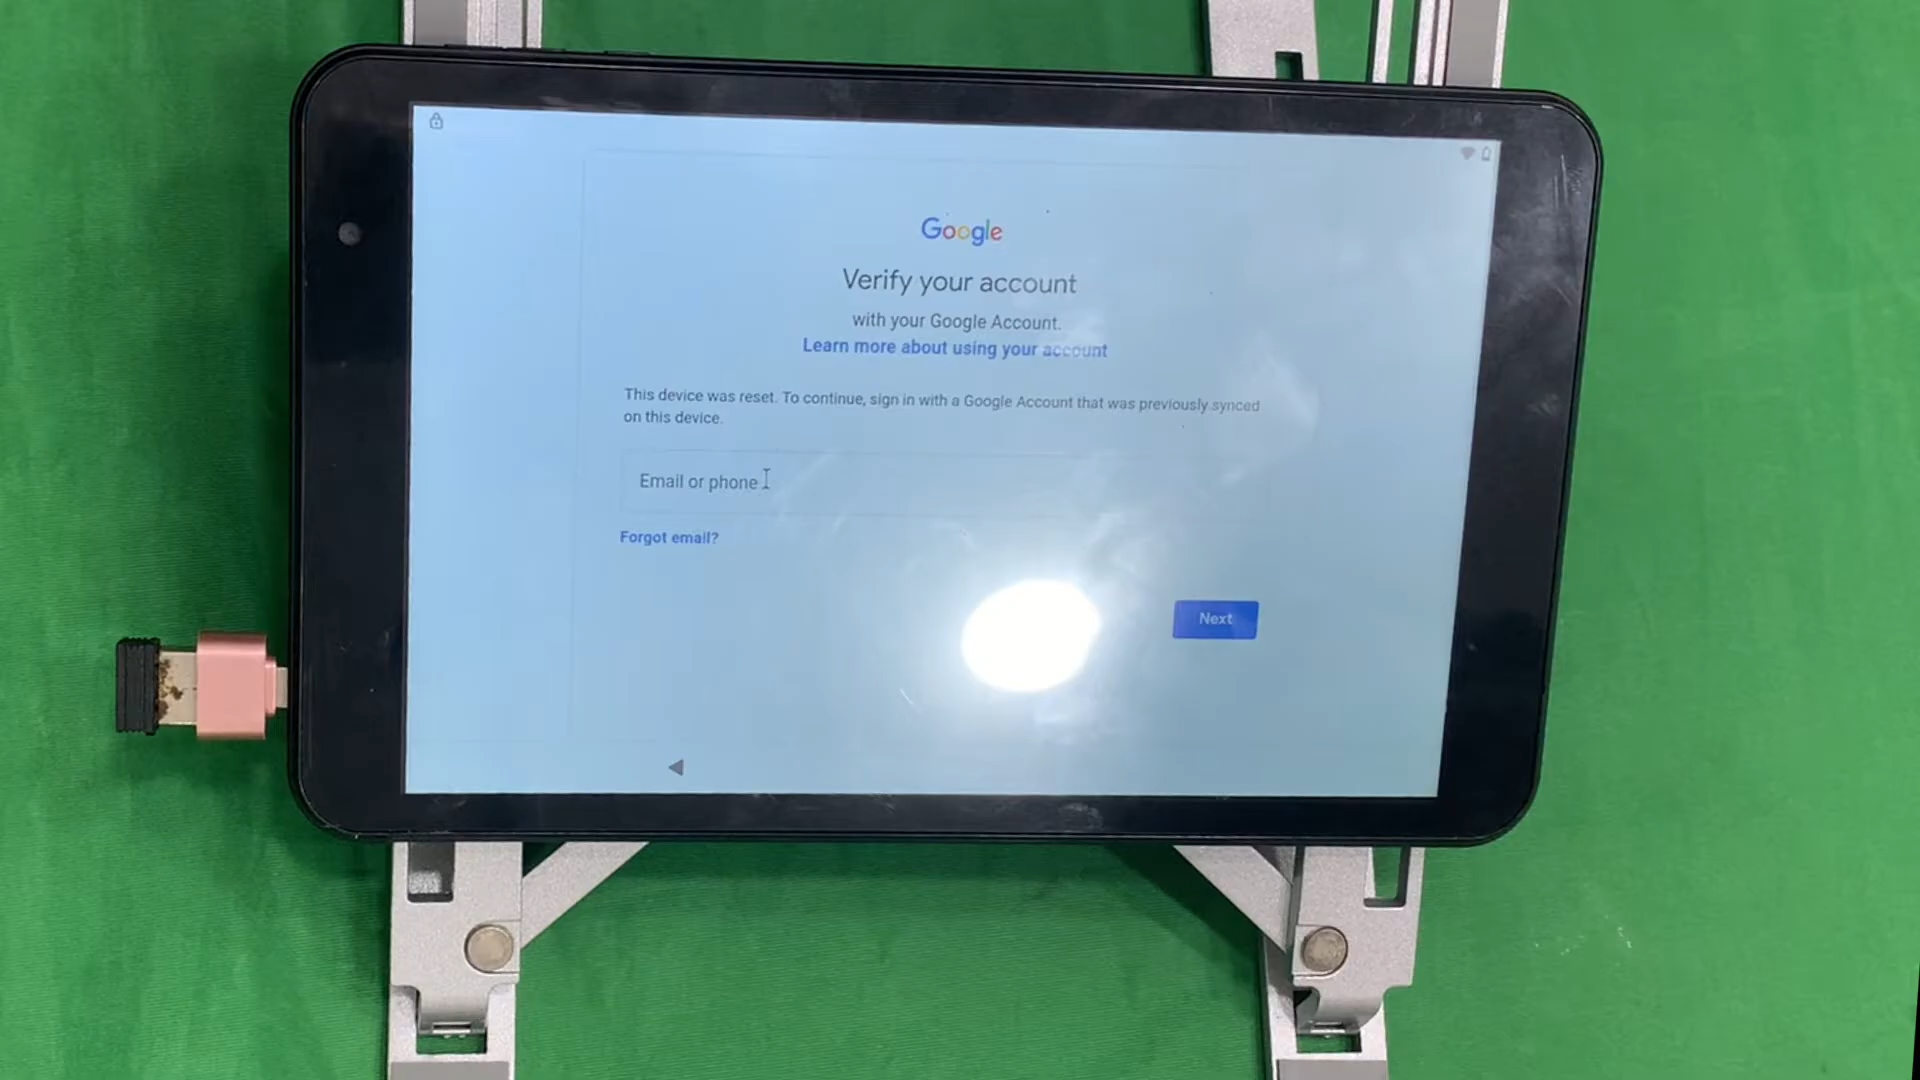 Google
Verify your account
with your Google Account.
Learn more about using your account
This device was reset. To continue, sign in with a Google Account that was previously synced
on this device.
Email or phone
Forgot email?
Next